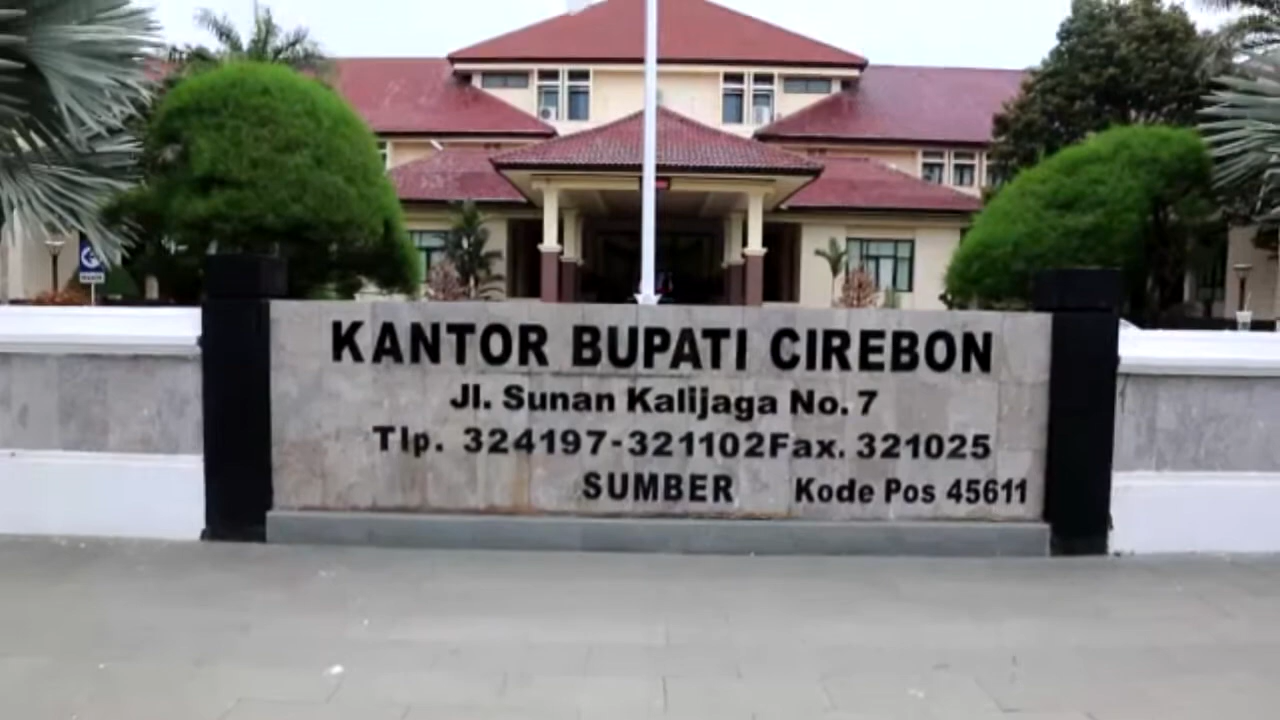 KANTOR BUPATI CIREBON
Jl. Sunan Kalijaga No. 7
Tlp. 324197-321102Fax. 321025
SUMBER Kode Pos 45611